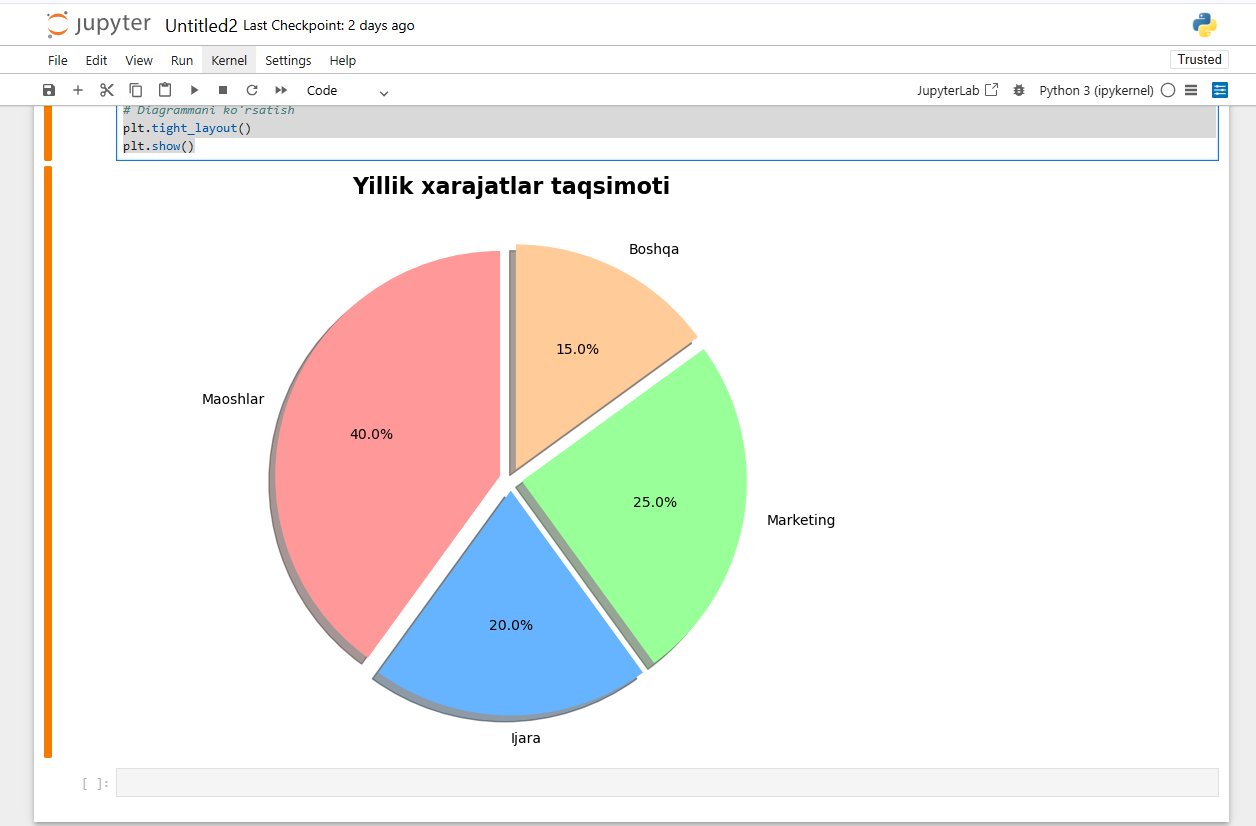 jupyter Untitled2 Last Checkpoint: 2 days ago
File Edit View Run Kernel Settings Help Trusted
Code JupyterLab Python 3 (ipykernel)
# Diagrammani ko'rsatish
plt.tight_layout()
plt.show()
Yillik xarajatlar taqsimoti
Boshqa
15.0%
Maoshlar
40.0%
25.0%
Marketing
20.0%
Ijara
[ ]: